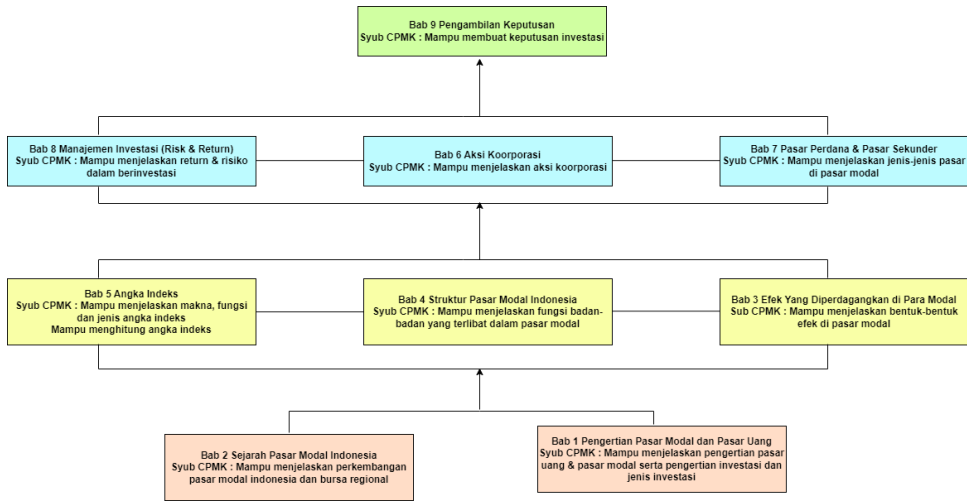 Bab 9 Pengambilan Keputusan
Syub CPMK : Mampu membuat keputusan investasi
Bab 8 Manajemen Investasi (Risk & Return)
Syub CPMK : Mampu menjelaskan return & risiko
dalam berinvestasi
Bab 6 Aksi Koorporasi
Syub CPMK : Mampu menjelaskan aksi koorporasi
Bab 7 Pasar Perdana & Pasar Sekunder
Syub CPMK : Mampu menjelaskan jenis-jenis pasar
di pasar modal
Bab 5 Angka Indeks
Syub CPMK : Mampu menjelaskan makna, fungsi
dan jenis angka indeks
Mampu menghitung angka indeks
Bab 4 Struktur Pasar Modal Indonesia
Syub CPMK : Mampu menjelaskan fungsi badan-
badan yang terlibat dalam pasar modal
Bab 3 Efek Yang Diperdagangkan di Para Modal
Sub CPMK : Mampu menjelaskan bentuk-bentuk
efek di pasar modal
Bab 2 Sejarah Pasar Modal Indonesia
Syub CPMK : Mampu menjelaskan perkembangan
pasar modal indonesia dan bursa regional
Bab 1 Pengertian Pasar Modal dan Pasar Uang
Syub CPMK : Mampu menjelaskan pengertian pasar
uang & pasar modal serta pengertian investasi dan
jenis investasi